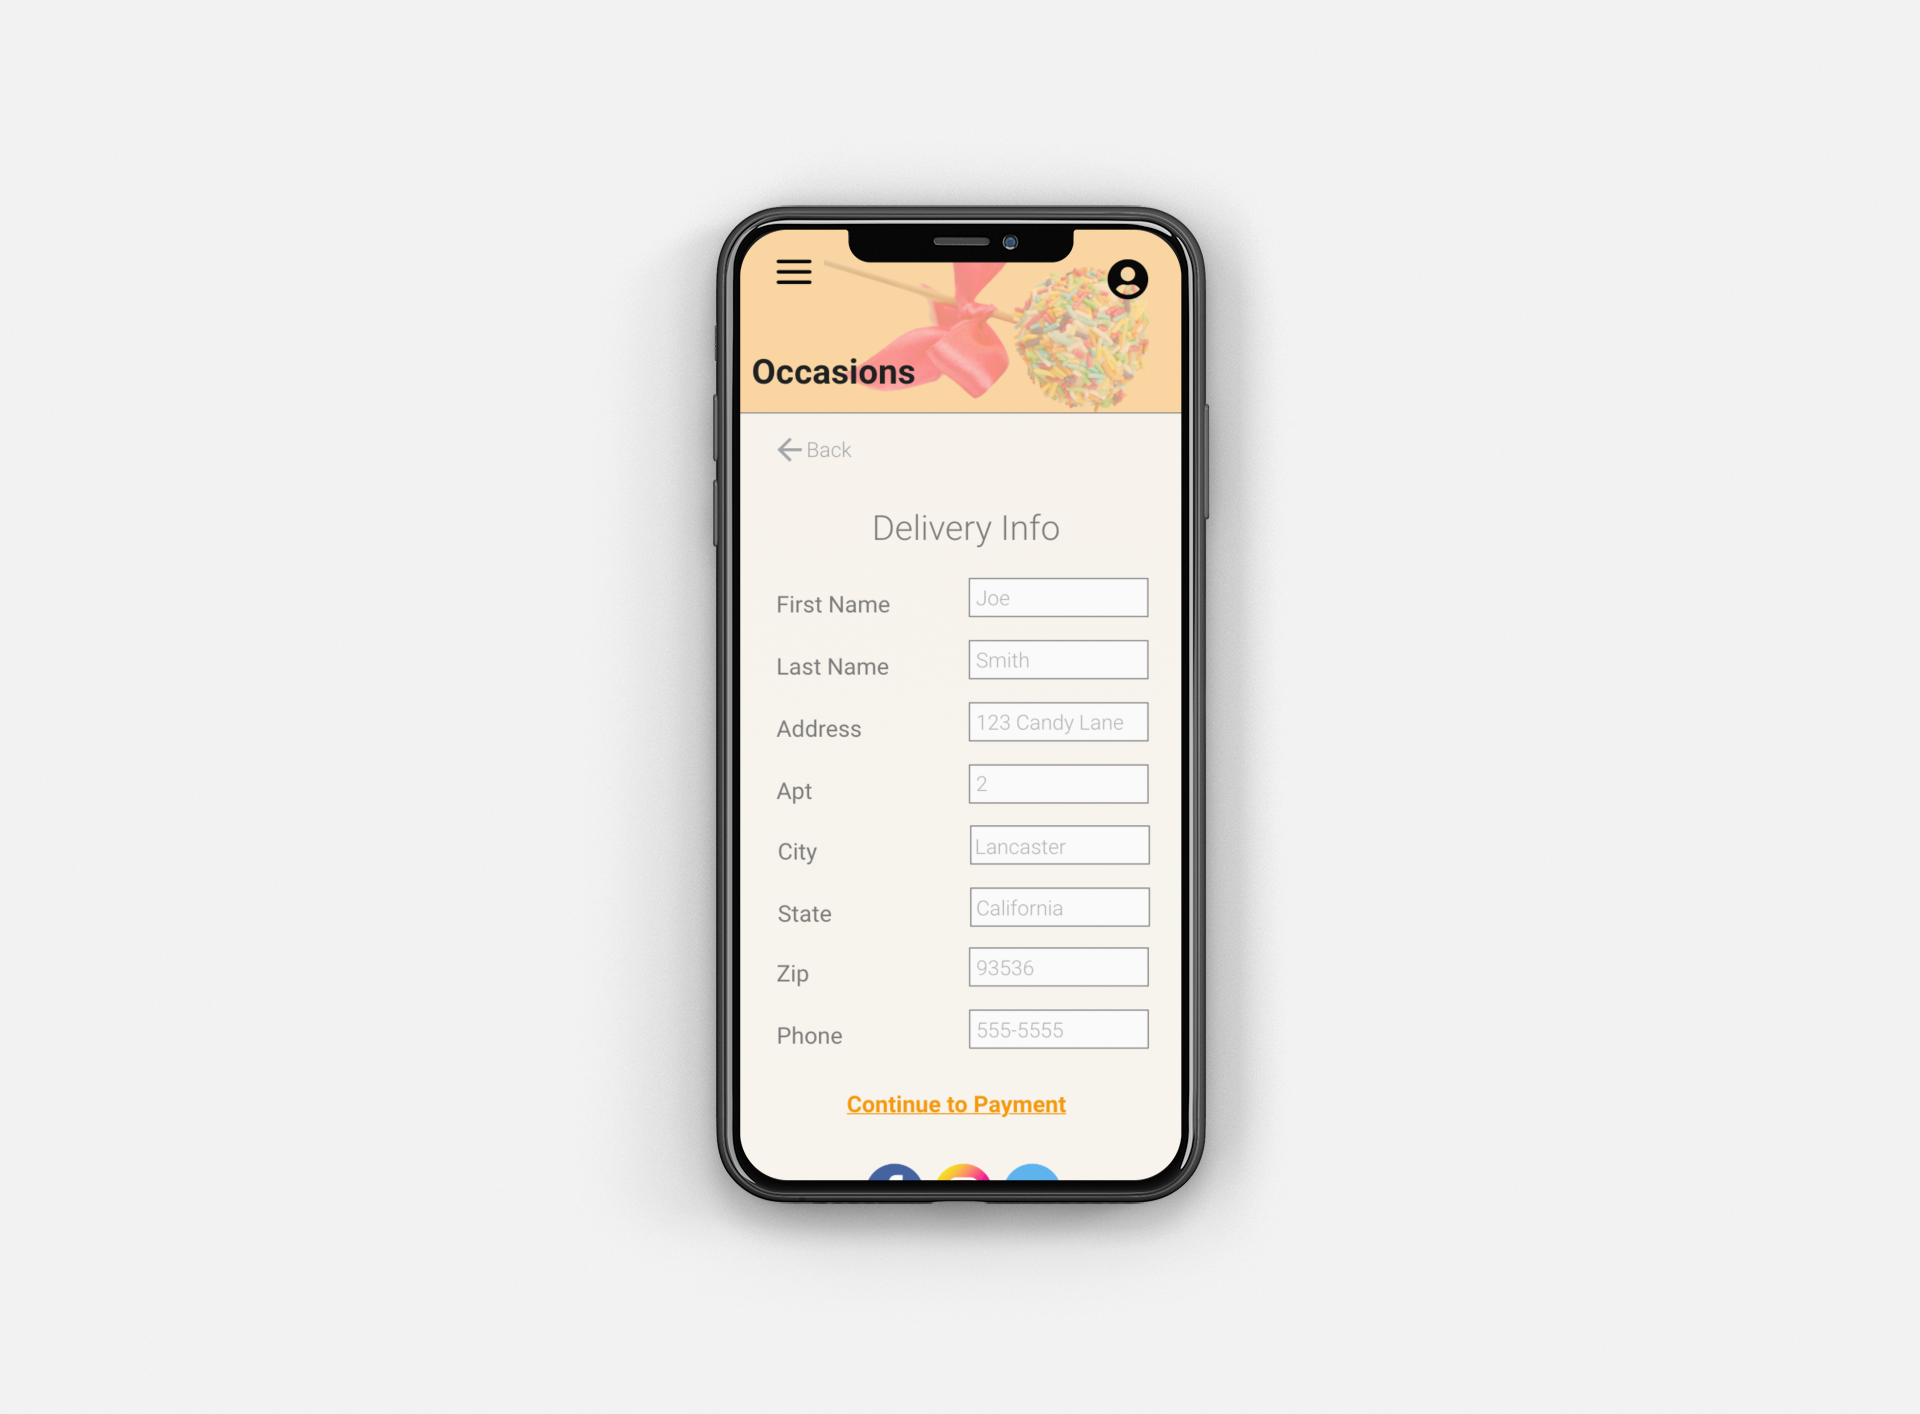 Occasions
Back
Delivery Info
First Name Joe
Last Name Smith
Address 123 Candy Lane
Apt 2
City Lancaster
State California
Zip 93536
Phone 555-5555
Continue to Payment